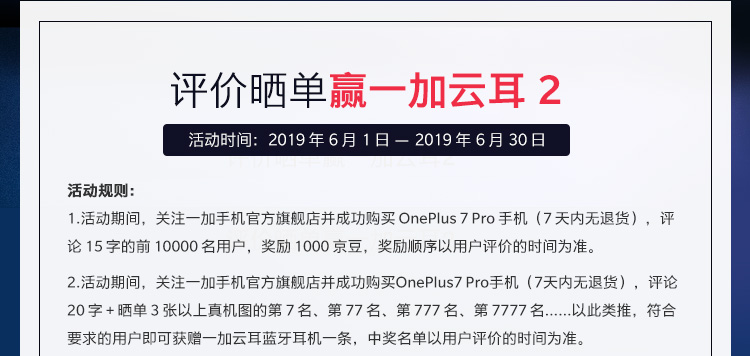 评价晒单赢一加云耳 2
活动时间：2019 年 6 月 1 日 — 2019 年 6 月 30 日
活动规则：
1.活动期间，关注一加手机官方旗舰店并成功购买 OnePlus 7 Pro 手机（7 天内无退货），评
论 15 字的前 10000 名用户，奖励 1000 京豆，奖励顺序以用户评价的时间为准。
2.活动期间，关注一加手机官方旗舰店并成功购买OnePlus7 Pro手机（7天内无退货），评论
20 字 + 晒单 3 张以上真机图的第 7 名、第 77 名、第 777 名、第 7777 名......以此类推，符合
要求的用户即可获赠一加云耳蓝牙耳机一条，中奖名单以用户评价的时间为准。